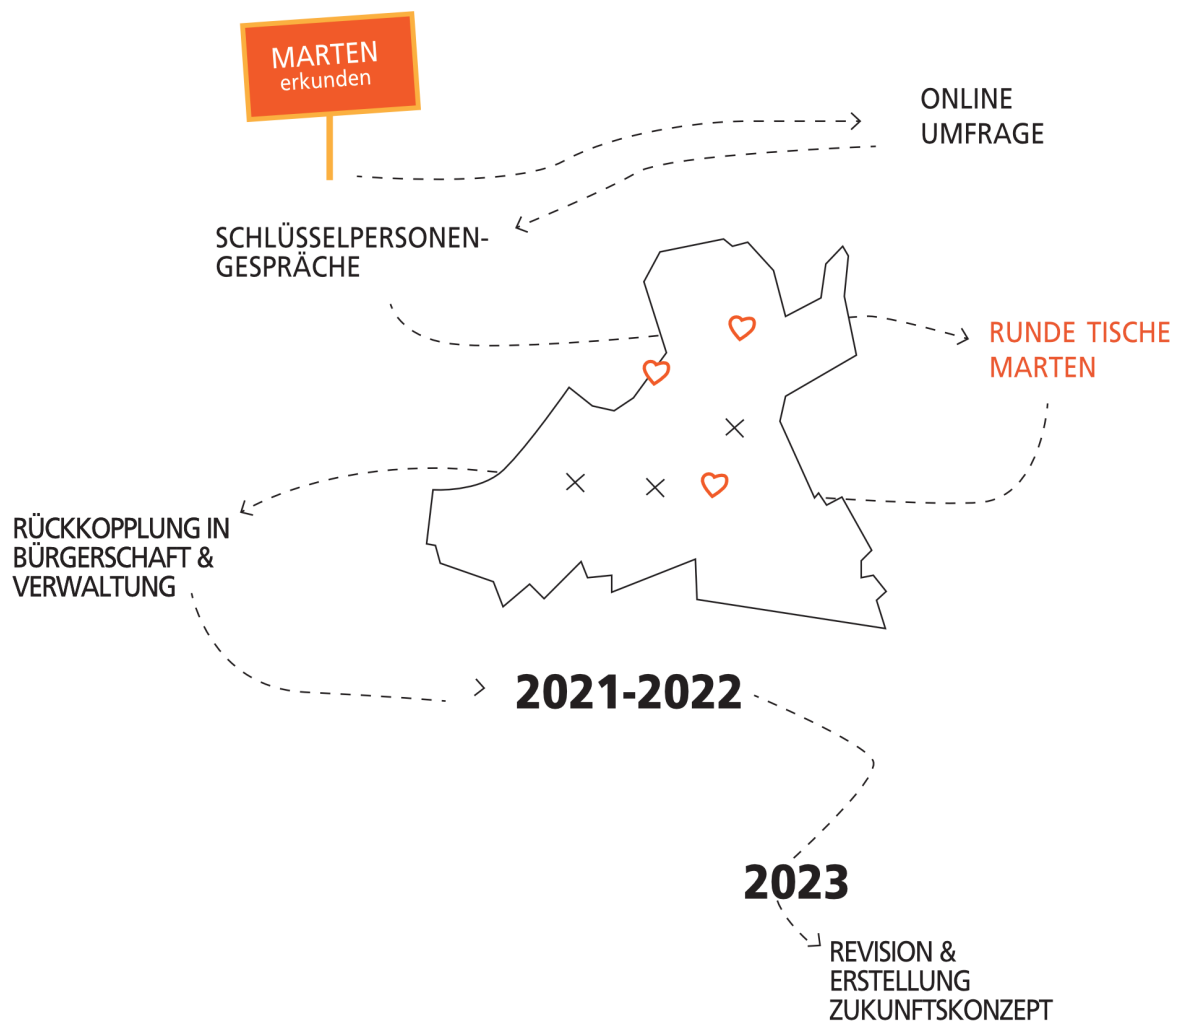 MARTEN
erkunden
ONLINE
UMFRAGE
SCHLÜSSELPERSONEN-
GESPRÄCHE
RUNDE TISCHE
MARTEN
RÜCKKOPPLUNG IN
BÜRGERSCHAFT &
VERWALTUNG
2021-2022
2023
REVISION &
ERSTELLUNG
ZUKUNFTSKONZEPT